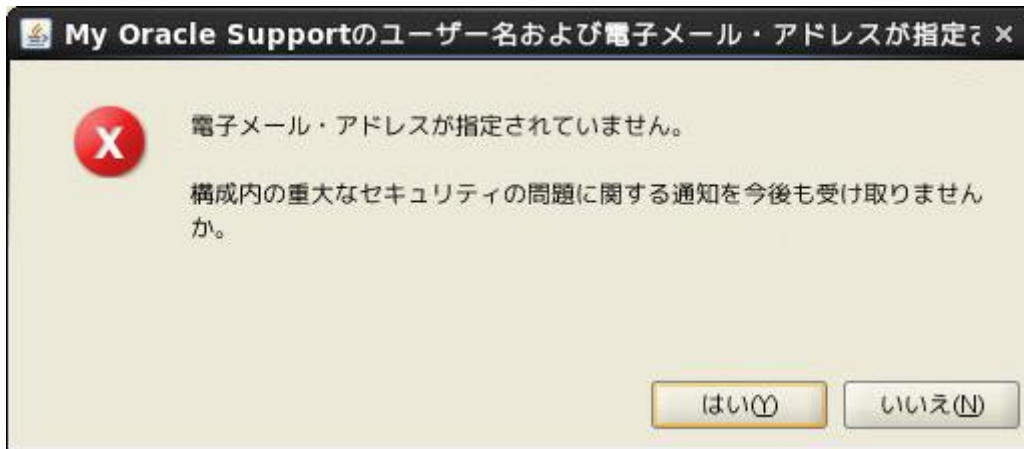 My Oracle Supportのユーザー名および電子メール・アドレスが指定
電子メール・アドレスが指定されていません。
構成内の重大なセキュリティの問題に関する通知を今後も受け取りません
か。
はい(Y)
いいえ(N)